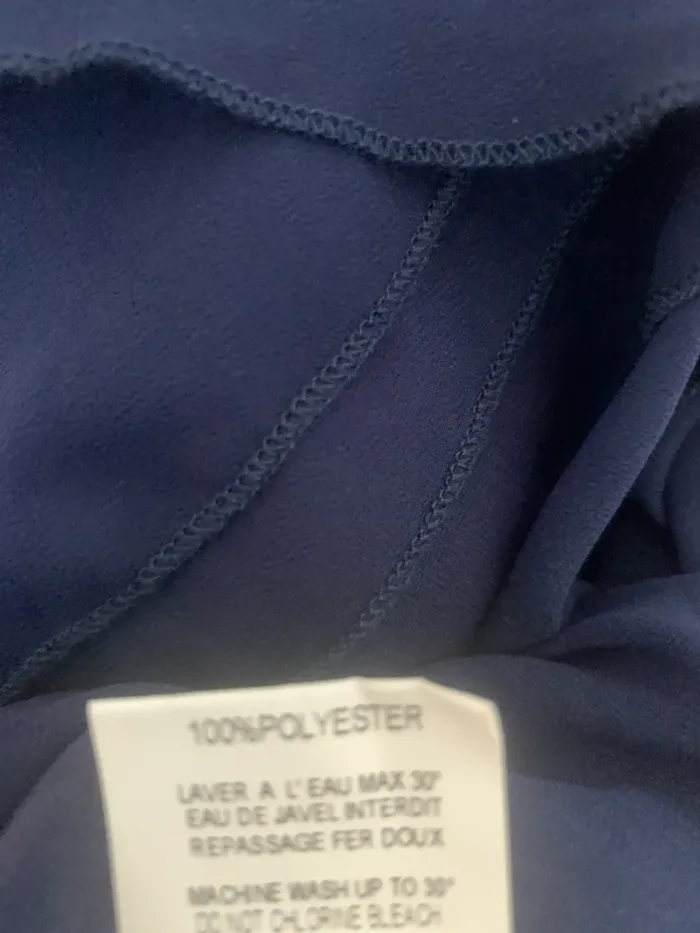 100%POLYESTER
LAVER A L'EAU MAX 30°
EAU DE JAVEL INTERDIT
REPASSAGE FER DOUX
MACHINE WASH UP TO 30°
DO NOT CHLORINE BLEACH